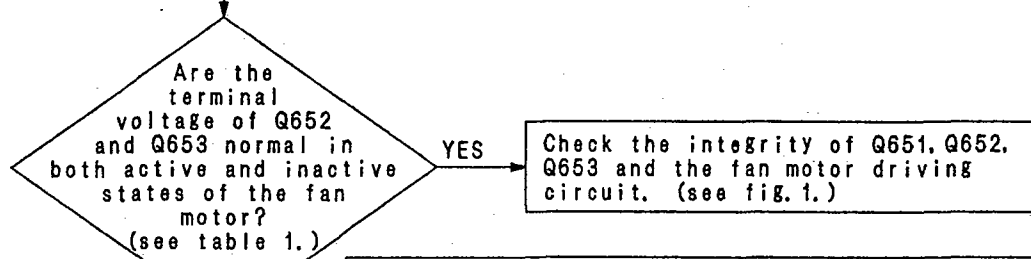 Are the
terminal
voltage of Q652
and Q653 normal in
both active and inactive
states of the fan
motor?
(see table 1.)
YES
Check the integrity of Q651, Q652,
Q653 and the fan motor driving
circuit. (see fig. 1.)